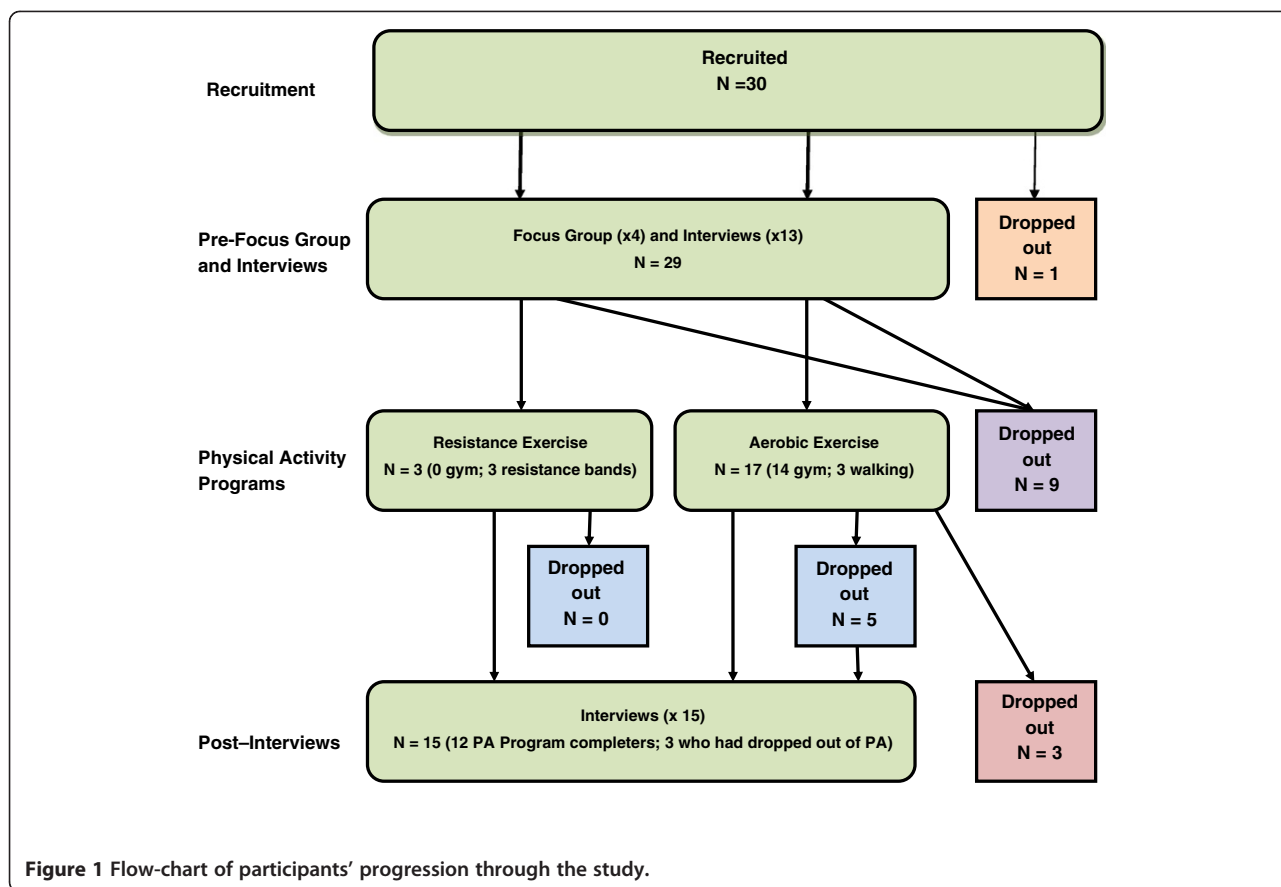 Recruitment
Recruited
N =30
Pre-Focus Group
and Interviews
Focus Group (x4) and Interviews (x13)
N = 29
Dropped
out
N = 1
Physical Activity
Programs
Resistance Exercise
N = 3 (0 gym; 3 resistance bands)
Aerobic Exercise
N = 17 (14 gym; 3 walking)
Dropped
out
N = 9
Dropped
out
N = 0
Dropped
out
N = 5
Post–Interviews
Interviews (x 15)
N = 15 (12 PA Program completers; 3 who had dropped out of PA)
Dropped
out
N = 3
Figure 1 Flow-chart of participants’ progression through the study.